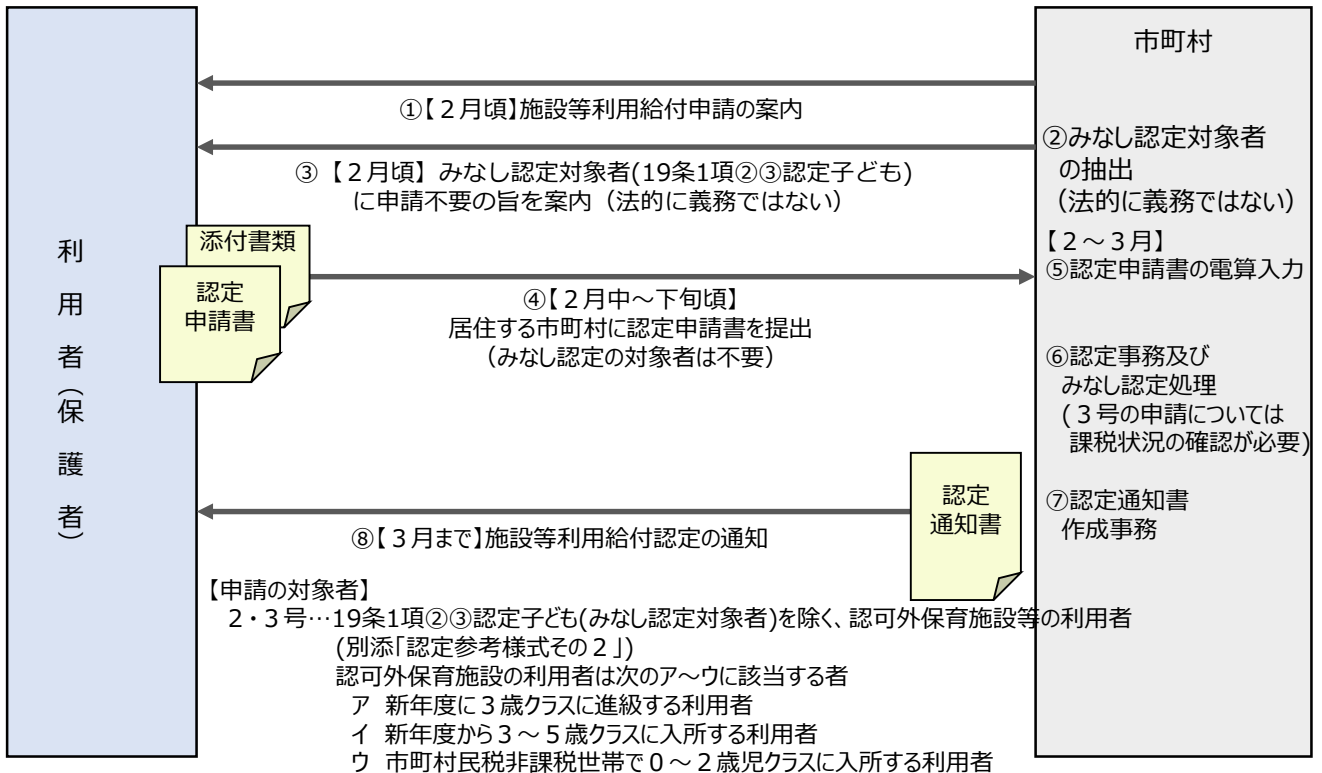 市町村
①【２月頃】施設等利用給付申請の案内
②みなし認定対象者
の抽出
（法的に義務ではない）
③【２月頃】みなし認定対象者(19条1項②③認定子ども)
に申請不要の旨を案内（法的に義務ではない）
利用者（保護者）
添付書類
認定
申請書
④【２月中～下旬頃】
居住する市町村に認定申請書を提出
（みなし認定の対象者は不要）
【２～３月】
⑤認定申請書の電算入力
⑥認定事務及び
みなし認定処理
(３号の申請については
課税状況の確認が必要)
認定
通知書
⑦認定通知書
作成事務
⑧【３月まで】施設等利用給付認定の通知
【申請の対象者】
２・３号…19条1項②③認定子ども(みなし認定対象者)を除く、認可外保育施設等の利用者
(別添「認定参考様式その２」)
認可外保育施設の利用者は次のア～ウに該当する者
ア 新年度に３歳クラスに進級する利用者
イ 新年度から３～５歳クラスに入所する利用者
ウ 市町村民税非課税世帯で０～２歳児クラスに入所する利用者